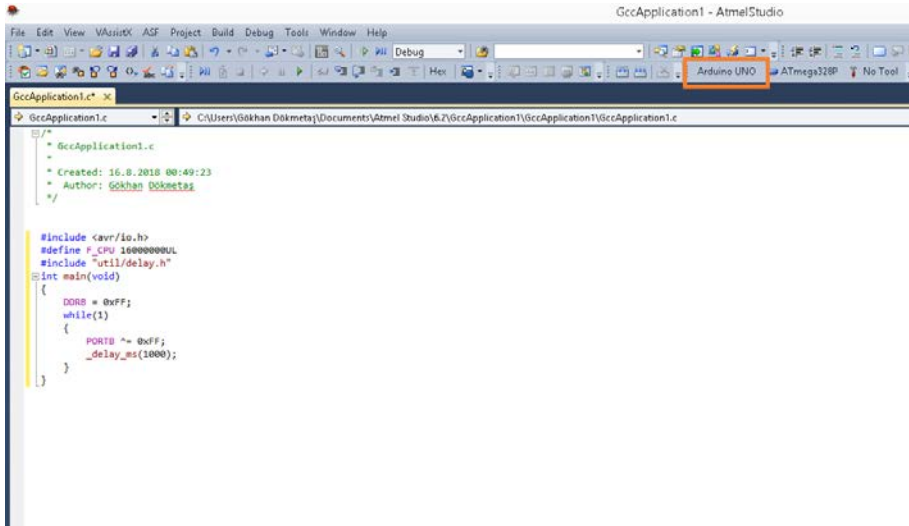 GccApplication1 - AtmelStudio
File Edit View VAssistX ASF Project Build Debug Tools Window Help
Debug
Hex Arduino UNO ATmega328P No Tool
GccApplication1.c*
GccApplication1.c C:\Users\Gökhan Dökmetaş\Documents\Atmel Studio\6.2\GccApplication1\GccApplication1\GccApplication1.c
/*
* GccApplication1.c
*
* Created: 16.8.2018 00:49:23
* Author: Gökhan Dökmetaş
*/
#include <avr/io.h>
#define F_CPU 16000000UL
#include "util/delay.h"
int main(void)
{
DDRB = 0xFF;
while(1)
{
PORTB ^= 0xFF;
_delay_ms(1000);
}
}